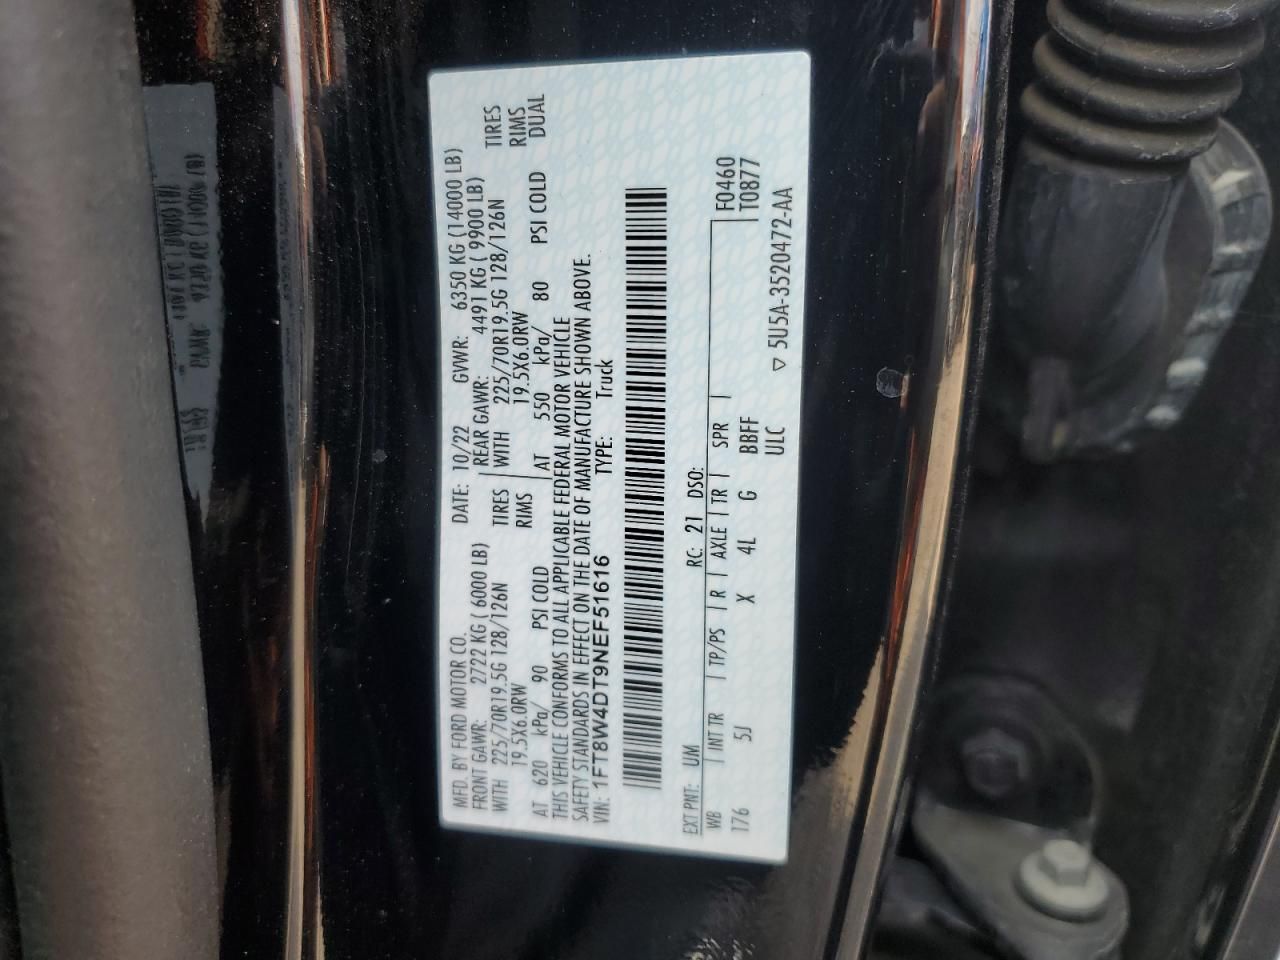 MFD. BY FORD MOTOR CO. DATE: 10/22 GVWR: 6350 KG (14000 LB)
FRONT GAWR: 2722 KG ( 6000 LB) REAR GAWR: 4491 KG ( 9900 LB)
WITH 225/70R19.5G 128/126N TIRES WITH 225/70R19.5G 128/126N TIRES
19.5X6.0RW RIMS 19.5X6.0RW RIMS
AT 620 kPa/ 90 PSI COLD AT 550 kPa/ 80 PSI COLD DUAL
THIS VEHICLE CONFORMS TO ALL APPLICABLE FEDERAL MOTOR VEHICLE
SAFETY STANDARDS IN EFFECT ON THE DATE OF MANUFACTURE SHOWN ABOVE.
VIN: 1FT8W4DT9NEF51616 TYPE: Truck
EXT PNT: UM RC: 21 DSO:
WB INT TR TP/PS R AXLE TR SPR F0460
176 5J X 4L G BBFF T0877
ULC ▽ 5U5A-3520472-AA